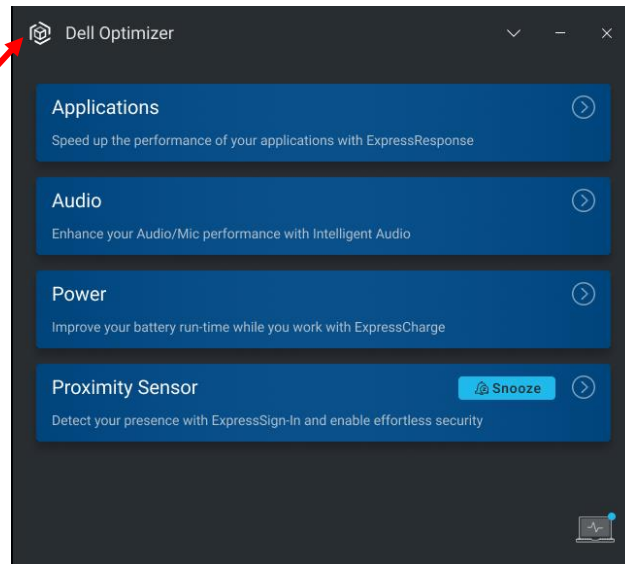 Dell Optimizer
Applications
Speed up the performance of your applications with ExpressResponse
Audio
Enhance your Audio/Mic performance with Intelligent Audio
Power
Improve your battery run-time while you work with ExpressCharge
Proximity Sensor
Snooze
Detect your presence with ExpressSign-In and enable effortless security